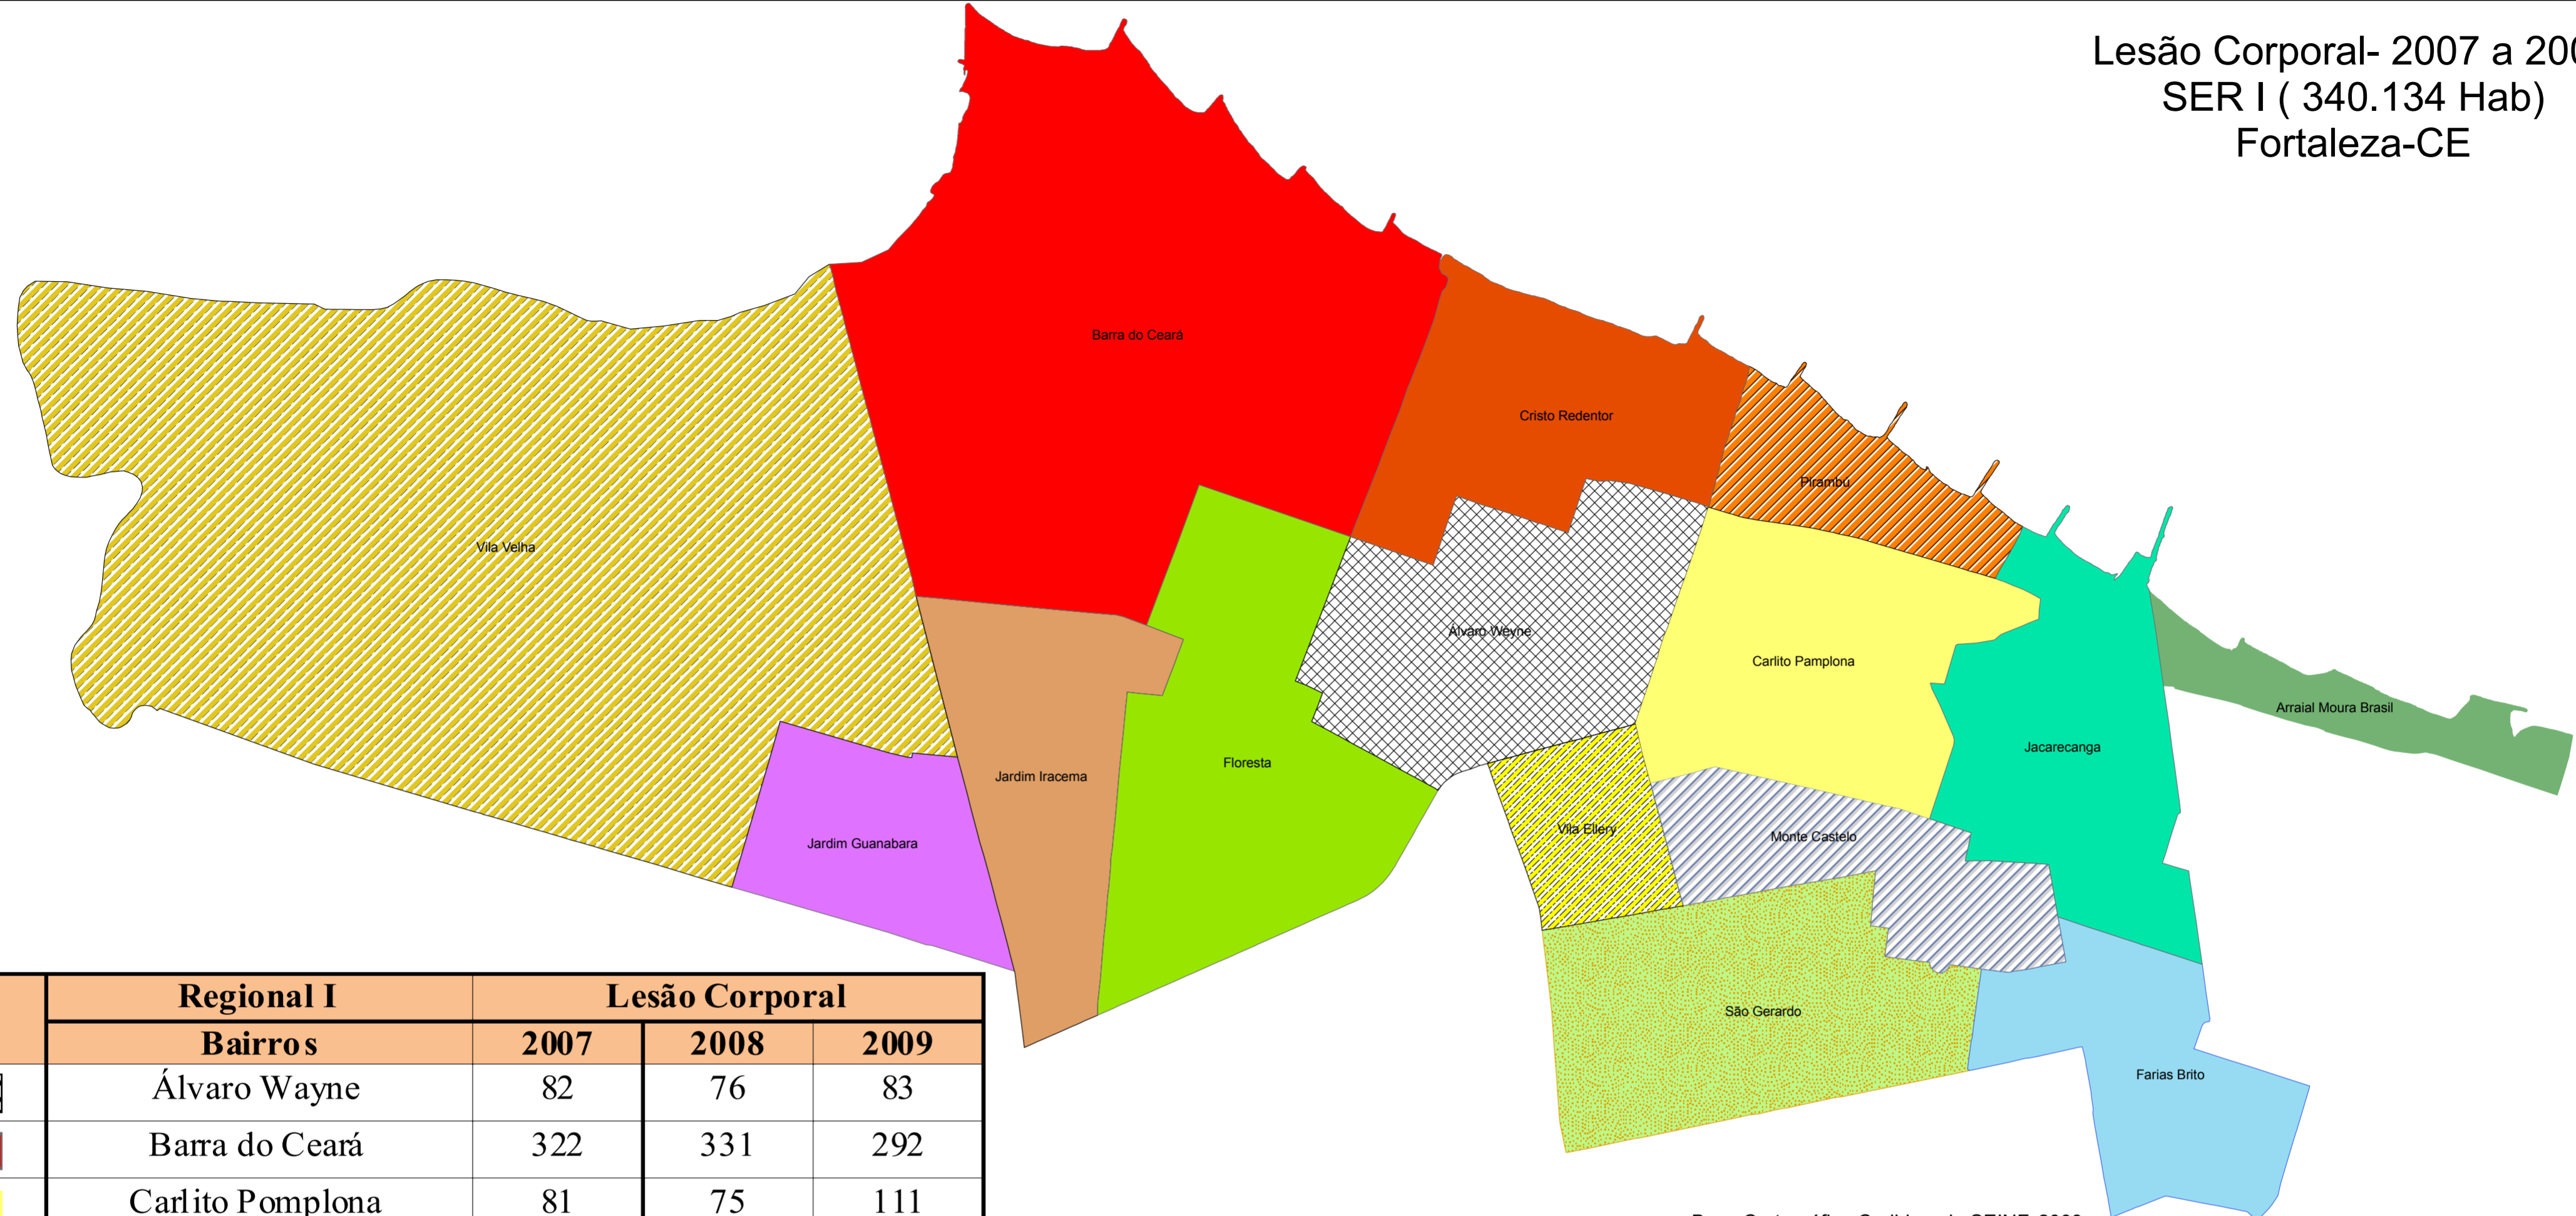 Lesão Corporal- 2007 a
SER I ( 340.134 Hab)
Fortaleza-CE
Barra do Ceará
Cristo Redentor
Pirambú
Vila Velha
Álvaro Weyne
Carlito Pamplona
Arraial Moura Brasil
Jacarecanga
Floresta
Jardim Iracema
Vila Ellery
Monte Castelo
Jardim Guanabara
São Gerardo
Farias Brito
Regional I Lesão Corporal
Bairros 2007 2008 2009
Álvaro Wayne 82 76 83
Barra do Ceará 322 331 292
Carlito Pomplona 81 75 111